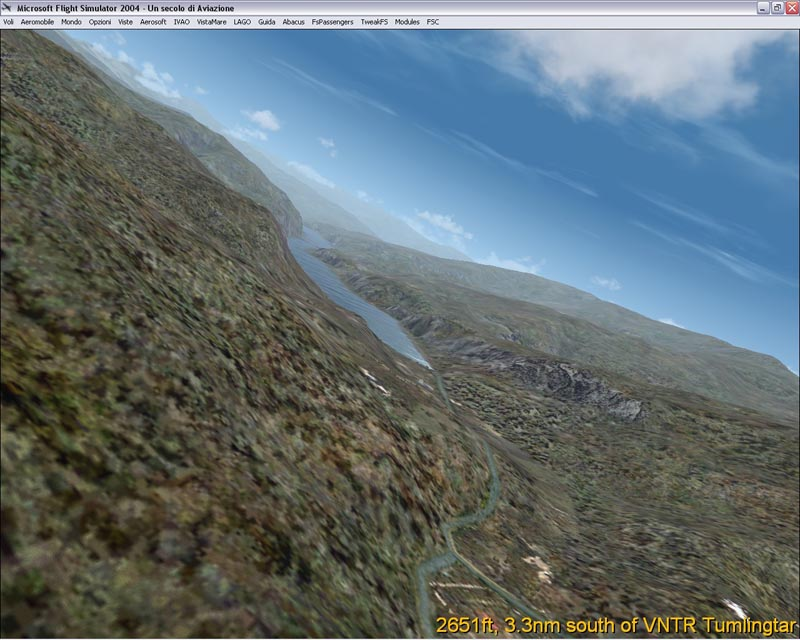 Microsoft Flight Simulator 2004 - Un secolo di Aviazione
Voli Aeromobile Mondo Opzioni Viste Aerosoft IVAO VistaMare LAGO Guida Abacus FsPassengers TweakFS Modules FSC
2651ft, 3.3nm south of VNTR Tumlingtar